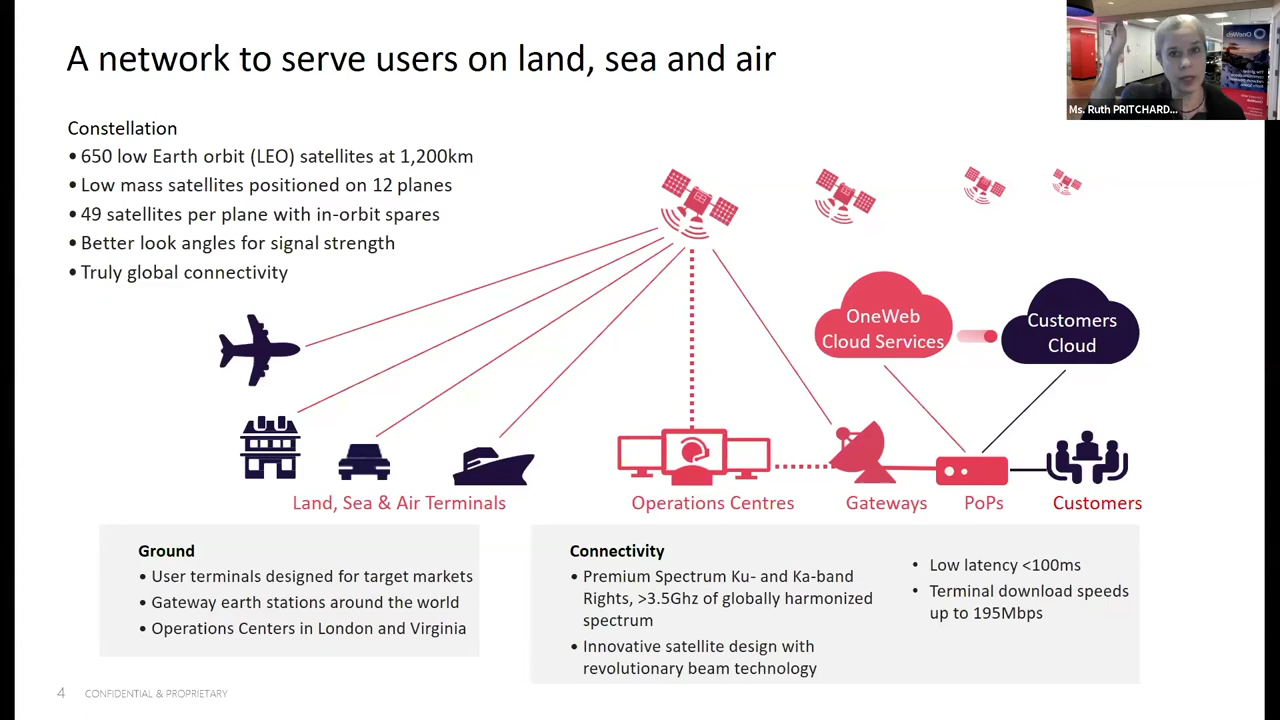 A network to serve users on land, sea and air
Ms. Ruth PRITCHARD...
Constellation
• 650 low Earth orbit (LEO) satellites at 1,200km
• Low mass satellites positioned on 12 planes
• 49 satellites per plane with in-orbit spares
• Better look angles for signal strength
• Truly global connectivity
OneWeb
Cloud Services
Customers
Cloud
Land, Sea & Air Terminals
Operations Centres
Gateways
PoPs
Customers
Ground
• User terminals designed for target markets
• Gateway earth stations around the world
• Operations Centers in London and Virginia
Connectivity
• Premium Spectrum Ku- and Ka-band
Rights, >3.5Ghz of globally harmonized
spectrum
• Innovative satellite design with
revolutionary beam technology
• Low latency <100ms
• Terminal download speeds
up to 195Mbps
4 CONFIDENTIAL & PROPRIETARY
OneWeb